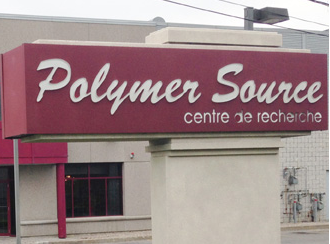 Polymer Source
centre de recherche